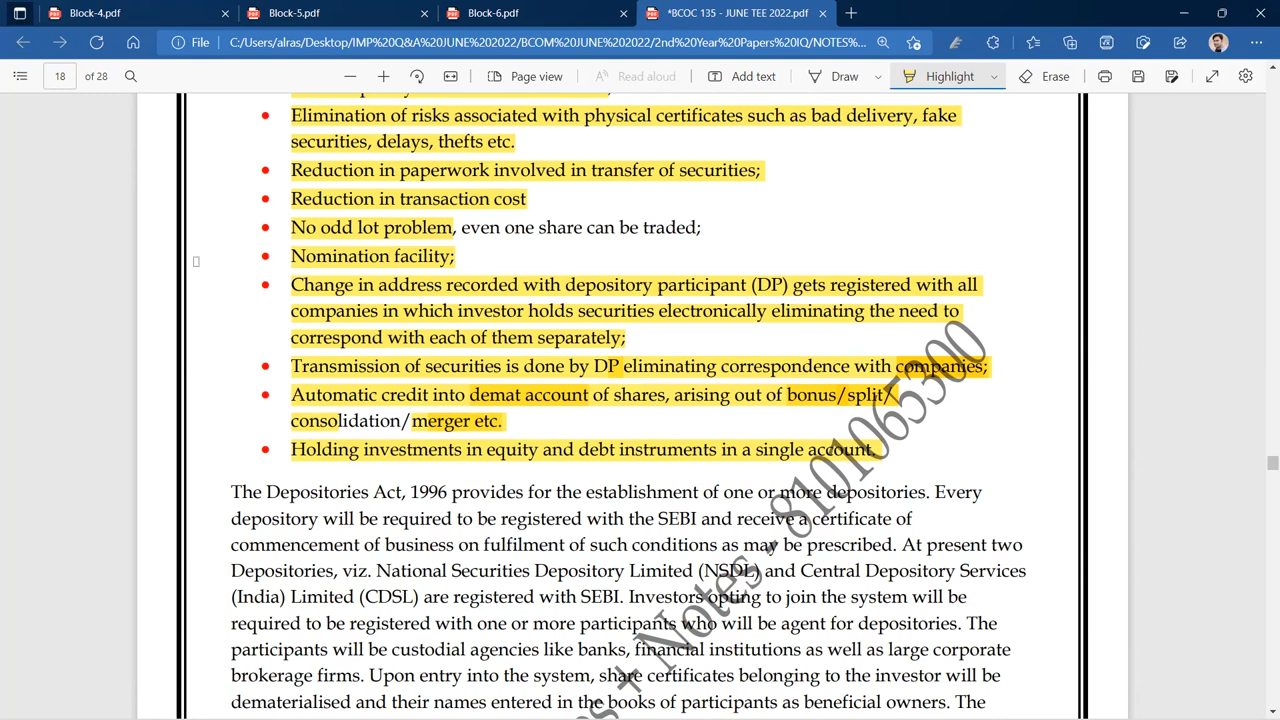 Block-4.pdf
Block-5.pdf
Block-6.pdf
*BCOC 135 - JUNE TEE 2022.pdf
File
C:/Users/alras/Desktop/IMP%20Q&A%20JUNE%202022/BCOM%20JUNE%202022/2nd%20Year%20Papers%20IQ/NOTES%...
18 of 28
Page view
Read aloud
Add text
Draw
Highlight
Erase
Elimination of risks associated with physical certificates such as bad delivery, fake
securities, delays, thefts etc.
Reduction in paperwork involved in transfer of securities;
Reduction in transaction cost
No odd lot problem, even one share can be traded;
Nomination facility;
Change in address recorded with depository participant (DP) gets registered with all
companies in which investor holds securities electronically eliminating the need to
correspond with each of them separately;
Transmission of securities is done by DP eliminating correspondence with companies;
Automatic credit into demat account of shares, arising out of bonus/split/
consolidation/merger etc.
Holding investments in equity and debt instruments in a single account.
The Depositories Act, 1996 provides for the establishment of one or more depositories. Every
depository will be required to be registered with the SEBI and receive a certificate of
commencement of business on fulfilment of such conditions as may be prescribed. At present two
Depositories, viz. National Securities Depository Limited (NSDL) and Central Depository Services
(India) Limited (CDSL) are registered with SEBI. Investors opting to join the system will be
required to be registered with one or more participants who will be agent for depositories. The
participants will be custodial agencies like banks, financial institutions as well as large corporate
brokerage firms. Upon entry into the system, share certificates belonging to the investor will be
dematerialised and their names entered in the books of participants as beneficial owners. The
+ Notes - 8101065300